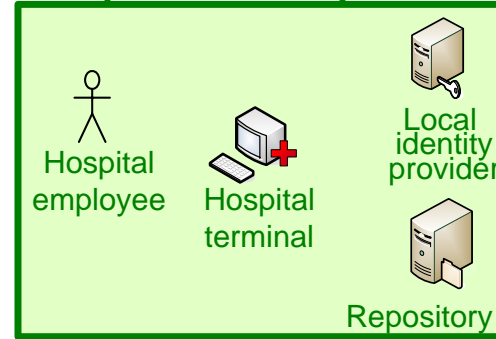 Hospital
employee
Hospital
terminal
Local
identity
provider
Repository